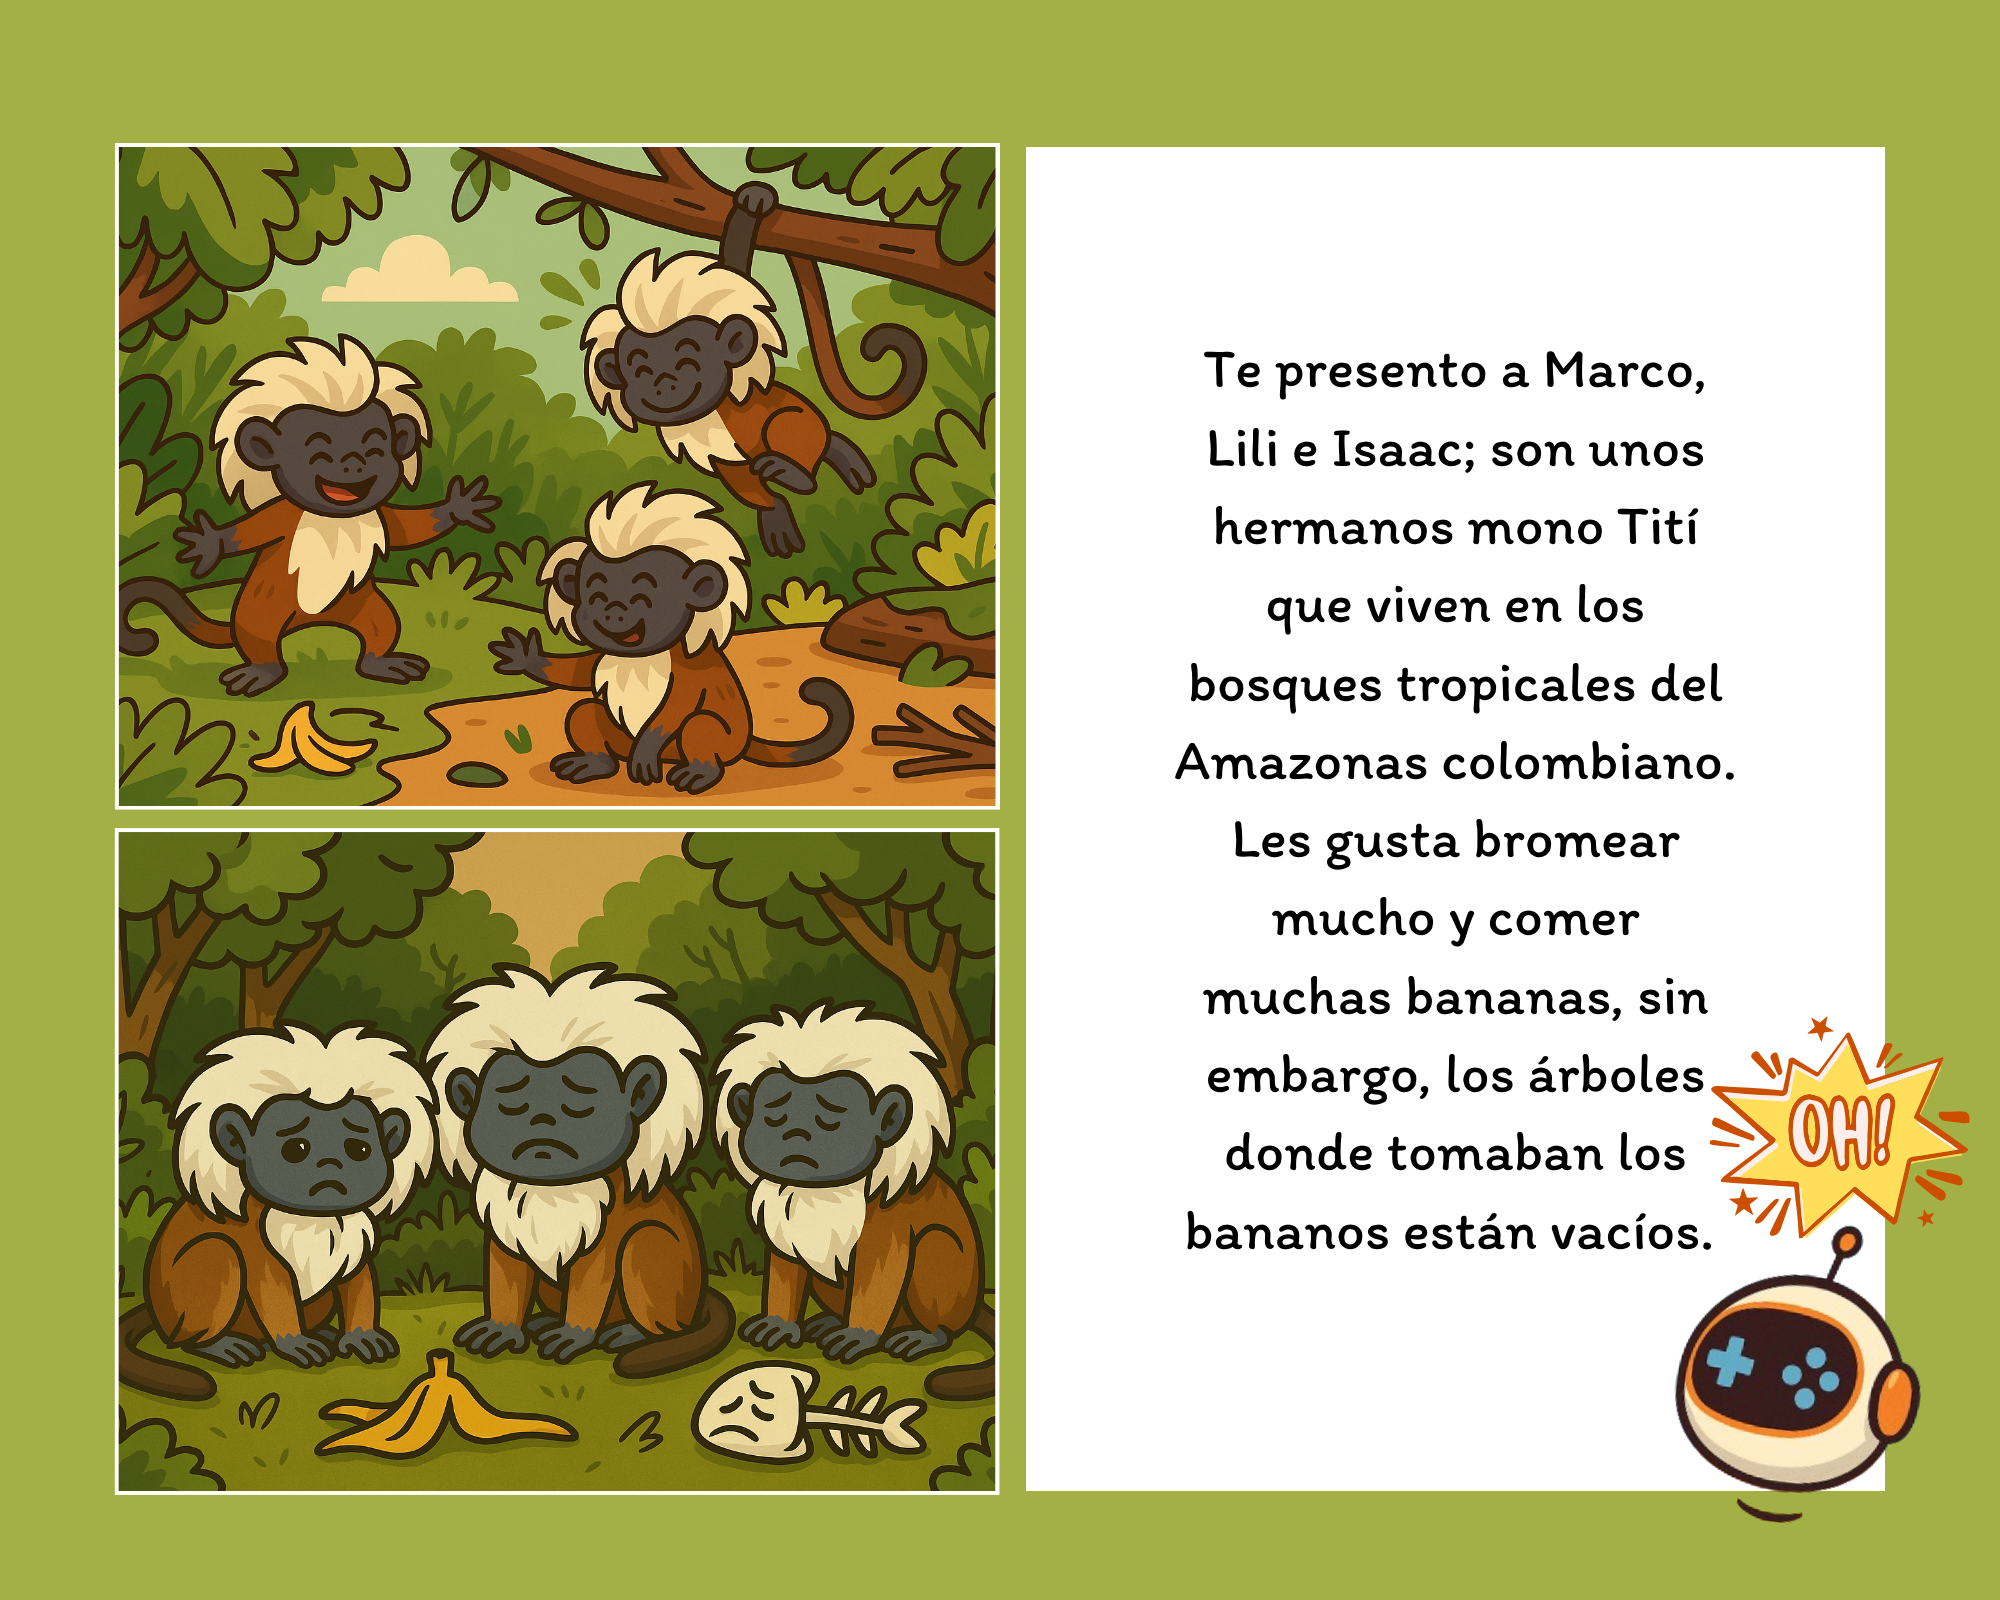 Te presento a Marco,
Lili e Isaac; son unos
hermanos mono Tití
que viven en los
bosques tropicales del
Amazonas colombiano.
Les gusta bromear
mucho y comer
muchas bananas, sin
embargo, los árboles
donde tomaban los
bananos están vacíos.
OH!